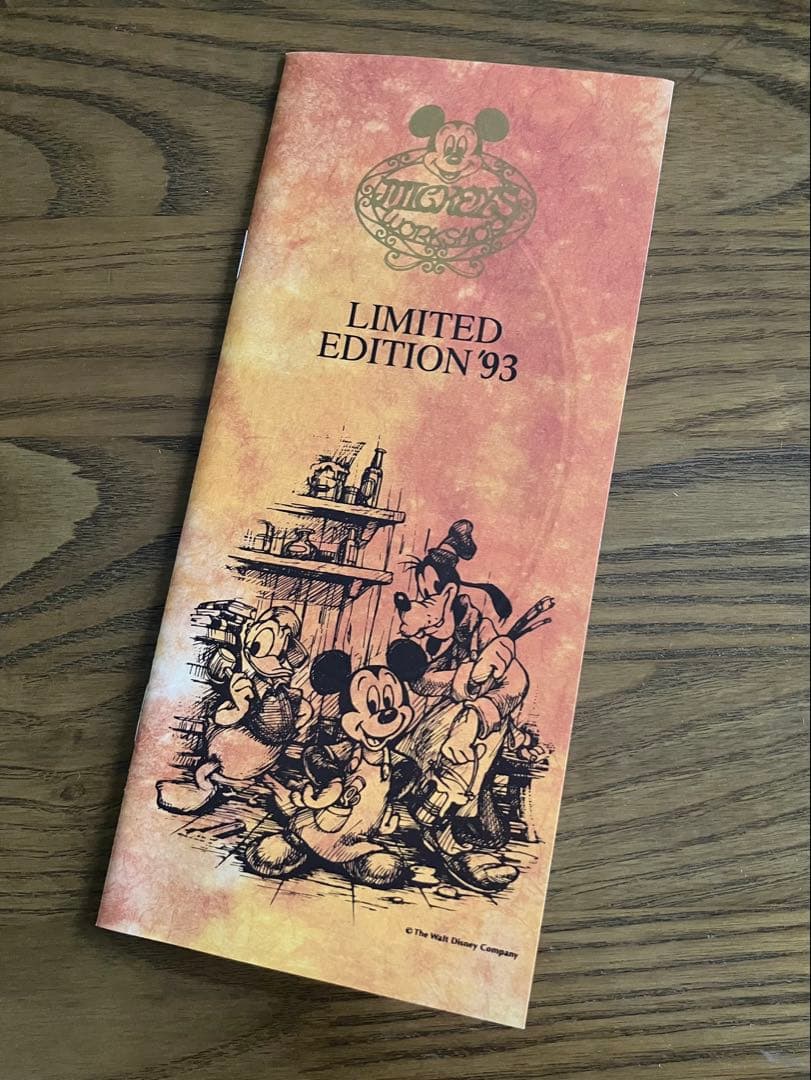 MICKEY'S
WORKSHOP
LIMITED
EDITION '93
© The Walt Disney Company